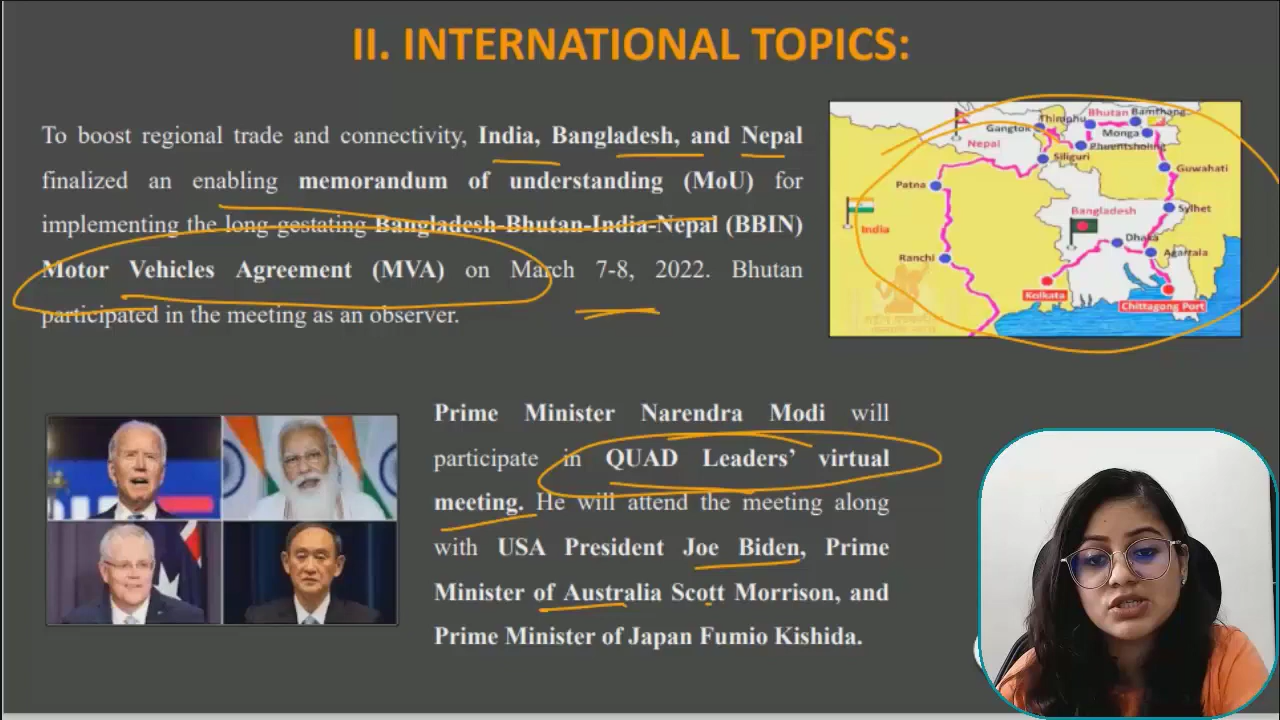 II. INTERNATIONAL TOPICS:
To boost regional trade and connectivity, India, Bangladesh, and Nepal
finalized an enabling memorandum of understanding (MoU) for
implementing the long gestating Bangladesh-Bhutan-India-Nepal (BBIN)
Motor Vehicles Agreement (MVA) on March 7-8, 2022. Bhutan
participated in the meeting as an observer.
Thimphu
Bhutan
Bamthang
Gangtok
Monga
Nepal
Phuentsholing
Siliguri
Guwahati
Patna
Bangladesh
Sylhet
India
Dhaka
Agartala
Ranchi
Kolkata
Chittagong Port
Prime Minister Narendra Modi will
participate in QUAD Leaders’ virtual
meeting. He will attend the meeting along
with USA President Joe Biden, Prime
Minister of Australia Scott Morrison, and
Prime Minister of Japan Fumio Kishida.